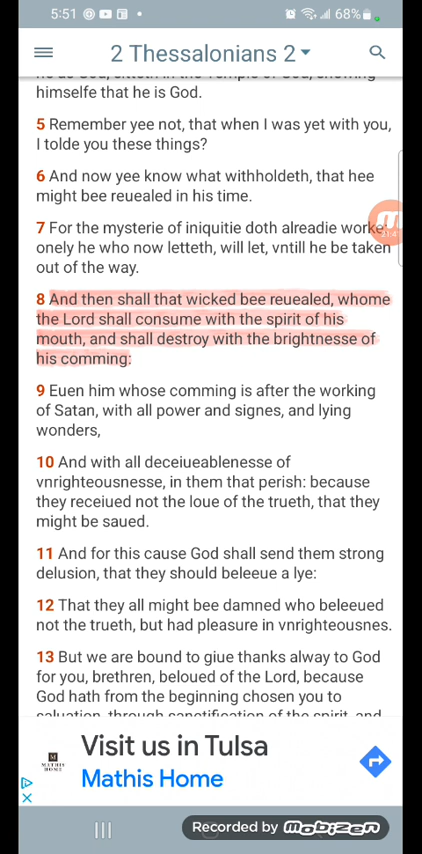 5:51 68%
2 Thessalonians 2
himselfe that he is God.
5 Remember yee not, that when I was yet with you,
I tolde you these things?
6 And now yee know what withholdeth, that hee
might bee reuealed in his time.
7 For the mysterie of iniquitie doth alreadie worke:
onely he who now letteth, will let, vntill he be taken
out of the way.
8 And then shall that wicked bee reuealed, whome
the Lord shall consume with the spirit of his
mouth, and shall destroy with the brightnesse of
his comming:
9 Euen him whose comming is after the working
of Satan, with all power and signes, and lying
wonders,
10 And with all deceiueablenesse of
vnrighteousnesse, in them that perish: because
they receiued not the loue of the trueth, that they
might be saued.
11 And for this cause God shall send them strong
delusion, that they should beleeue a lye:
12 That they all might bee damned who beleeued
not the trueth, but had pleasure in vnrighteousnes.
13 But we are bound to giue thanks alway to God
for you, brethren, beloued of the Lord, because
God hath from the beginning chosen you to
saluation, through sanctification of the spirit, and
Visit us in Tulsa
MATHIS
HOME
Mathis Home
Recorded by mobizen